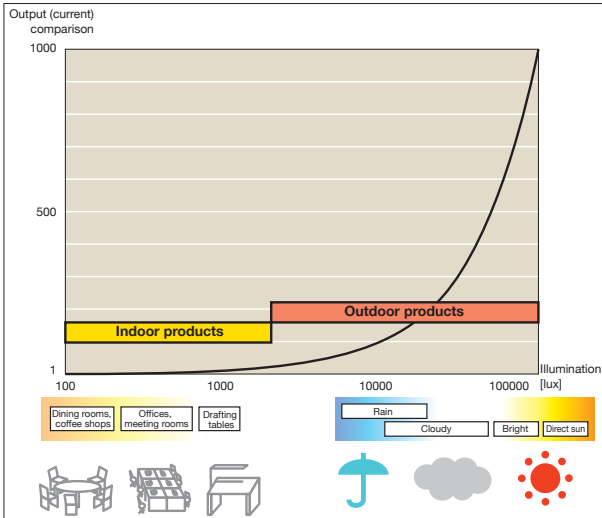 Output (current)
comparison
1000
500
Outdoor products
Indoor products
1
Illumination
[lux]
100
1000
10000
100000
Dining rooms,
coffee shops
Offices,
meeting rooms
Drafting
tables
Rain
Cloudy
Bright
Direct sun